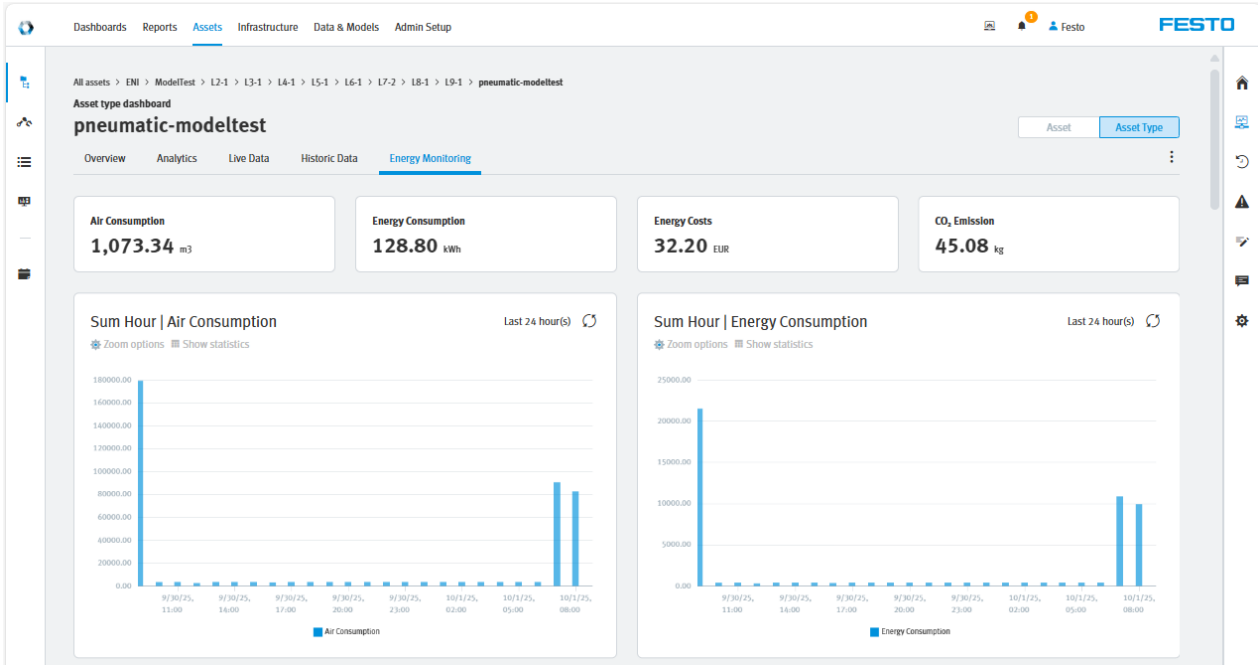 Dashboards Reports Assets Infrastructure Data & Models Admin Setup 1 Festo FESTO
All assets > ENI > ModelTest > L2-1 > L3-1 > L4-1 > L5-1 > L6-1 > L7-2 > L8-1 > L9-1 > pneumatic-modeltest
Asset type dashboard
pneumatic-modeltest
Asset Asset Type
Overview Analytics Live Data Historic Data Energy Monitoring
Air Consumption
1,073.34 m3
Energy Consumption
128.80 kWh
Energy Costs
32.20 EUR
CO₂ Emission
45.08 kg
Sum Hour | Air Consumption Last 24 hour(s)
Zoom options Show statistics
180000.00
160000.00
140000.00
120000.00
100000.00
80000.00
60000.00
40000.00
20000.00
0.00
9/30/25, 9/30/25, 9/30/25, 9/30/25, 9/30/25, 10/1/25, 10/1/25, 10/1/25,
11:00 14:00 17:00 20:00 23:00 02:00 05:00 08:00
Air Consumption
Sum Hour | Energy Consumption Last 24 hour(s)
Zoom options Show statistics
25000.00
20000.00
15000.00
10000.00
5000.00
0.00
9/30/25, 9/30/25, 9/30/25, 9/30/25, 9/30/25, 10/1/25, 10/1/25, 10/1/25,
11:00 14:00 17:00 20:00 23:00 02:00 05:00 08:00
Energy Consumption